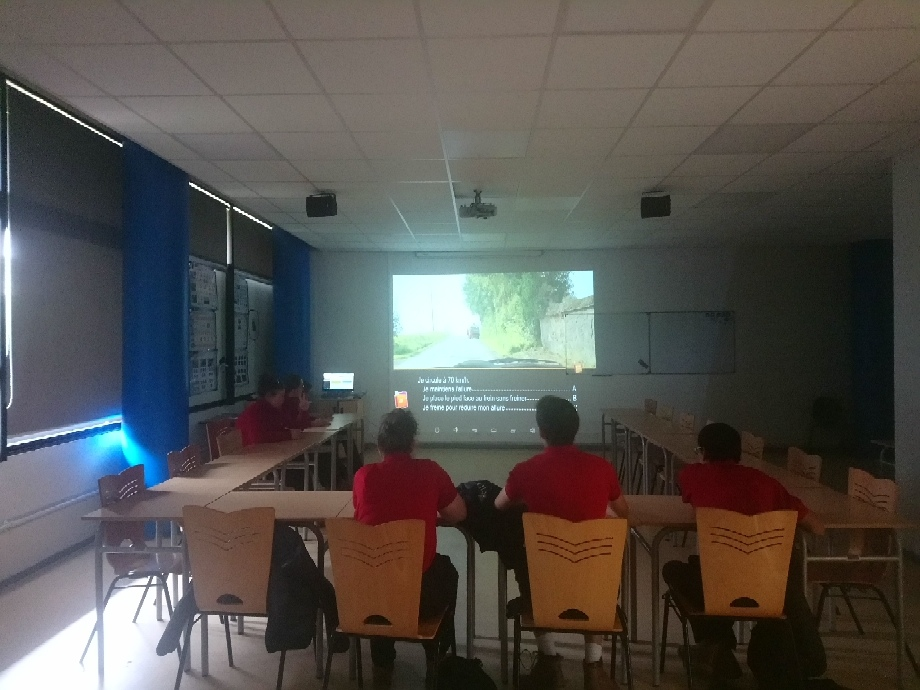 Je circule à 70 km/h.
Je maintiens l'allure A
Je place le pied face au frein sans freiner B
Je freine pour réduire mon allure